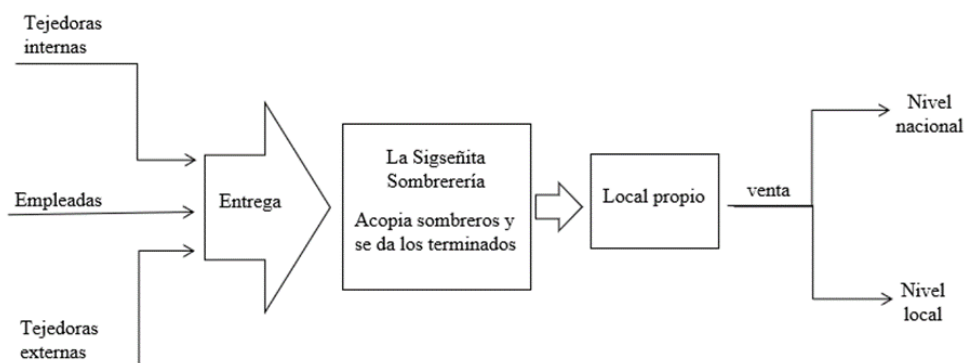 Tejedoras
internas
Empleadas
Tejedoras
externas
Entrega
La Sigseñita
Sombrerería
Acopia sombreros y
se da los terminados
Local propio
venta
Nivel
nacional
Nivel
local